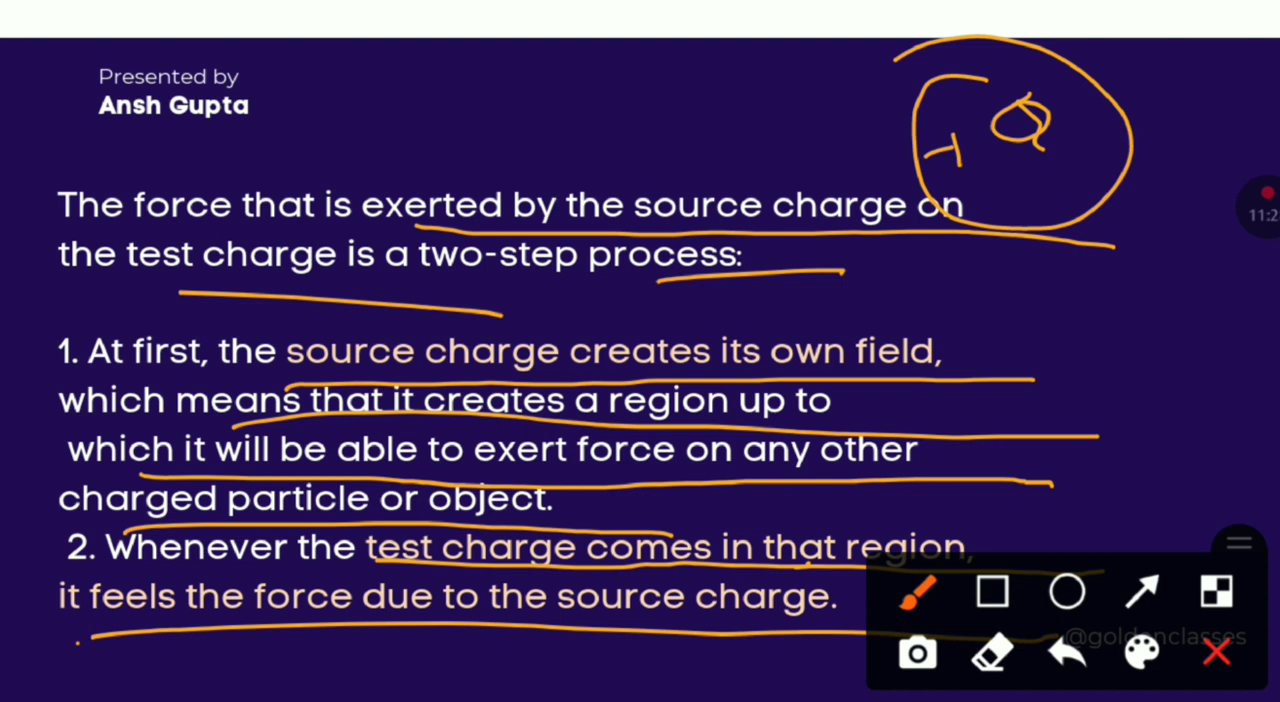 Presented by
Ansh Gupta
Q
The force that is exerted by the source charge on
the test charge is a two-step process:
11:2
1. At first, the source charge creates its own field,
which means that it creates a region up to
which it will be able to exert force on any other
charged particle or object.
2. Whenever the test charge comes in that region,
it feels the force due to the source charge.
@goldenclasses